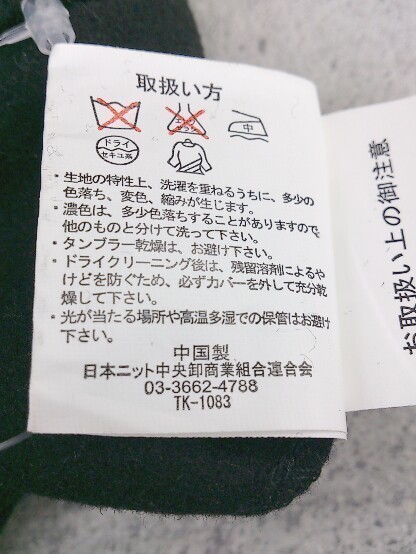 取扱い方
エンソ
サラシ
中
ドライ
セキユ系
・生地の特性上、洗濯を重ねるうちに、多少の
色落ち、変色、縮みが生じます。
・濃色は、多少色落ちすることがありますので
他のものと分けて洗って下さい。
・タンブラー乾燥は、お避け下さい。
・ドライクリーニング後は、残留溶剤によるや
けどを防ぐため、必ずカバーを外して充分乾
燥して下さい。
・光が当たる場所や高温多湿での保管はお避け
下さい。
中国製
日本ニット中央卸商業組合連合会
03-3662-4788
TK-1083
お取扱い上の御注意